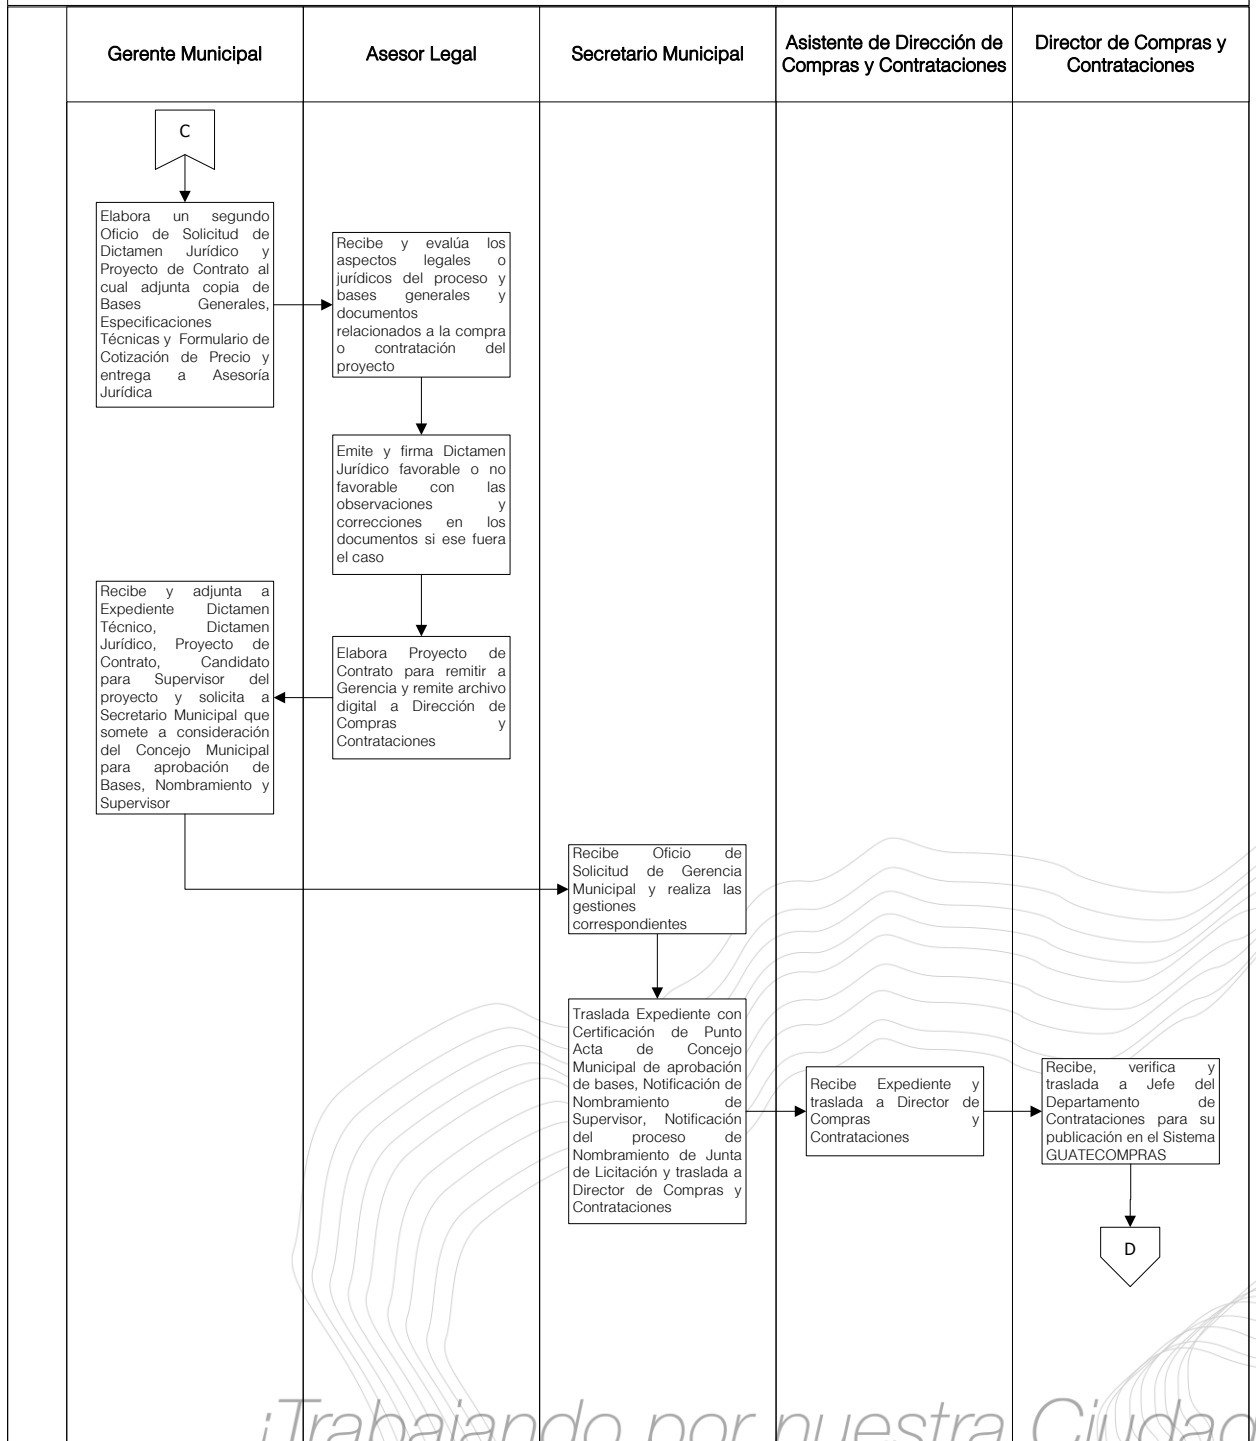 Gerente Municipal
Asesor Legal
Secretario Municipal
Asistente de Dirección de
Compras y Contrataciones
Director de Compras y
Contrataciones
C
Elabora un segundo
Oficio de Solicitud de
Dictamen Jurídico y
Proyecto de Contrato al
cual adjunta copia de
Bases Generales,
Especificaciones
Técnicas y Formulario de
Cotización de Precio y
entrega a Asesoría
Jurídica
Recibe y evalúa los
aspectos legales o
jurídicos del proceso y
bases generales y
documentos
relacionados a la compra
o contratación del
proyecto
Emite y firma Dictamen
Jurídico favorable o no
favorable con las
observaciones y
correcciones en los
documentos si ese fuera
el caso
Elabora Proyecto de
Contrato para remitir a
Gerencia y remite archivo
digital a Dirección de
Compras y
Contrataciones
Recibe y adjunta a
Expediente Dictamen
Técnico, Dictamen
Jurídico, Proyecto de
Contrato, Candidato
para Supervisor del
proyecto y solicita a
Secretario Municipal que
somete a consideración
del Concejo Municipal
para aprobación de
Bases, Nombramiento y
Supervisor
Recibe Oficio de
Solicitud de Gerencia
Municipal y realiza las
gestiones
correspondientes
Traslada Expediente con
Certificación de Punto
Acta de Concejo
Municipal de aprobación
de bases, Notificación de
Nombramiento de
Supervisor, Notificación
del proceso de
Nombramiento de Junta
de Licitación y traslada a
Director de Compras y
Contrataciones
Recibe Expediente y
traslada a Director de
Compras y
Contrataciones
Recibe, verifica y
traslada a Jefe del
Departamento de
Contrataciones para su
publicación en el Sistema
GUATECOMPRAS
D
¡Trabajando por nuestra Ciudad